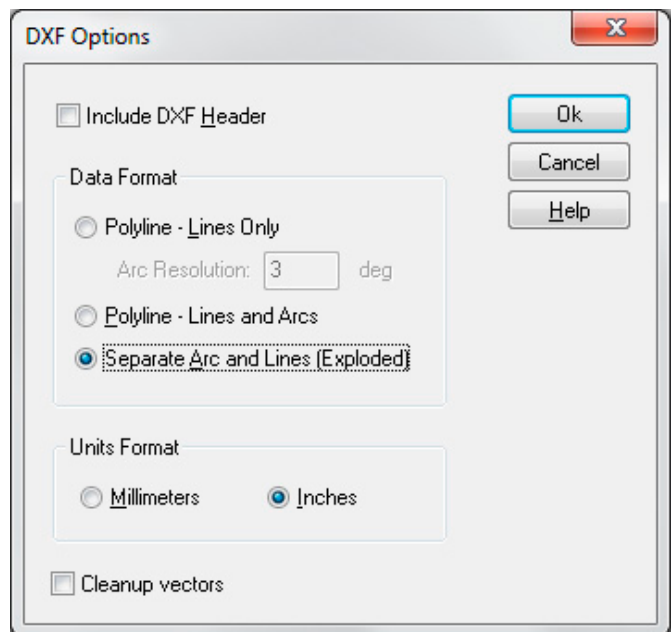 DXF Options
Include DXF Header
Ok
Cancel
Help
Data Format
Polyline - Lines Only
Arc Resolution: 3 deg
Polyline - Lines and Arcs
Separate Arc and Lines (Exploded)
Units Format
Millimeters
Inches
Cleanup vectors